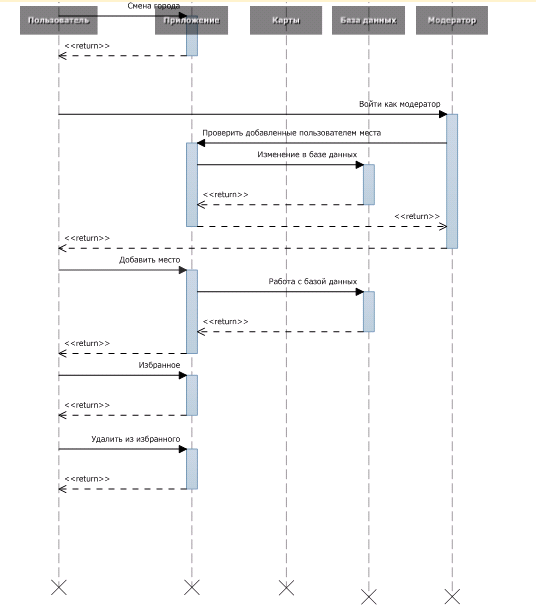 Смена города
Пользователь
Приложение
Карты
База данных
Модератор
<<return>>
Войти как модератор
Проверить добавленные пользователем места
Изменение в базе данных
<<return>>
<<return>>
<<return>>
Добавить место
Работа с базой данных
<<return>>
<<return>>
Избранное
<<return>>
Удалить из избранного
<<return>>